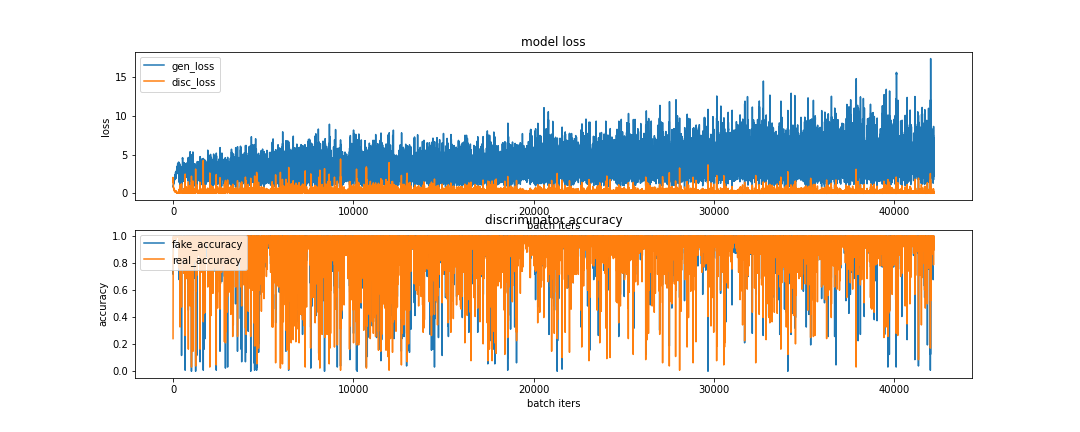 model loss
gen_loss
disc_loss
loss
15
10
5
0
0
10000
20000
30000
40000
batch iters
discriminator accuracy
fake_accuracy
real_accuracy
accuracy
1.0
0.8
0.6
0.4
0.2
0.0
0
10000
20000
30000
40000
batch iters